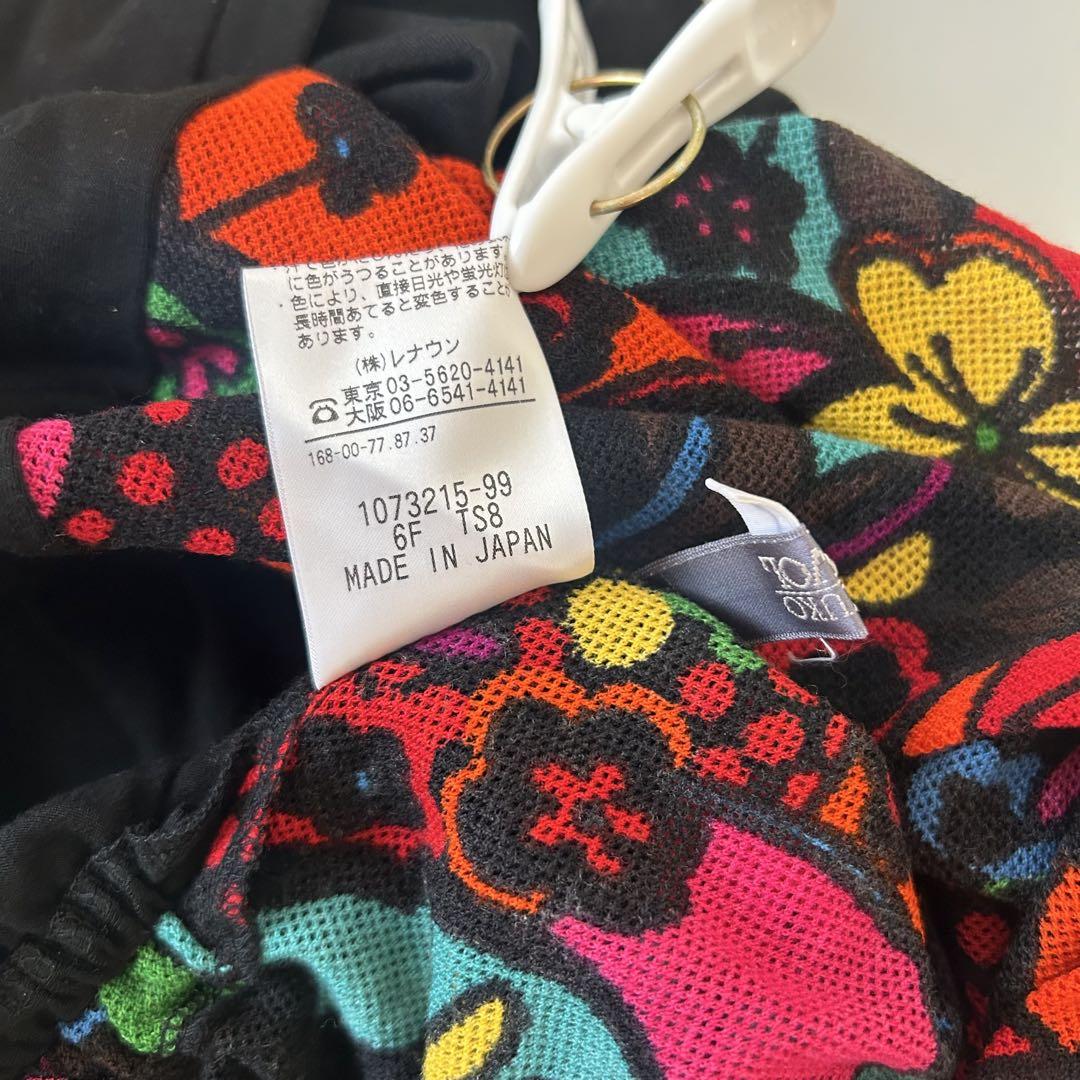 に色がうつることがあります
・色により、直接日光や蛍光灯
長時間あてると変色すること
あります。
(株)レナウン
東京03-5620-4141
大阪06-6541-4141
168-00-77.87.37
1073215-99
6F TS8
MADE IN JAPAN